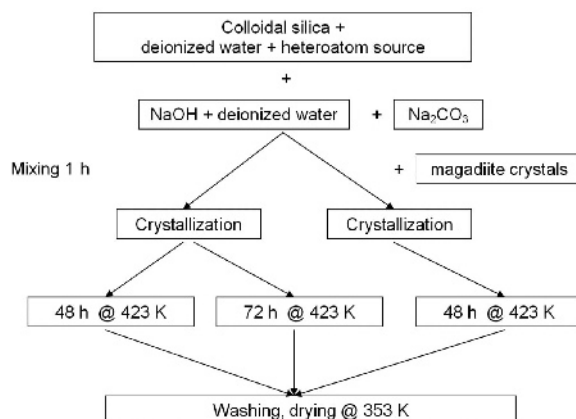 Colloidal silica +
deionized water + heteroatom source
+
NaOH + deionized water + Na₂CO₃
Mixing 1 h + magadiite crystals
Crystallization Crystallization
48 h @ 423 K 72 h @ 423 K 48 h @ 423 K
Washing, drying @ 353 K